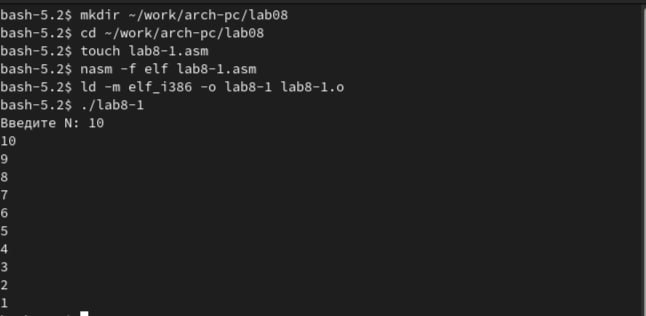 bash-5.2$ mkdir ~/work/arch-pc/lab08
bash-5.2$ cd ~/work/arch-pc/lab08
bash-5.2$ touch lab8-1.asm
bash-5.2$ nasm -f elf lab8-1.asm
bash-5.2$ ld -m elf_i386 -o lab8-1 lab8-1.o
bash-5.2$ ./lab8-1
Введите N: 10
10
9
8
7
6
5
4
3
2
1